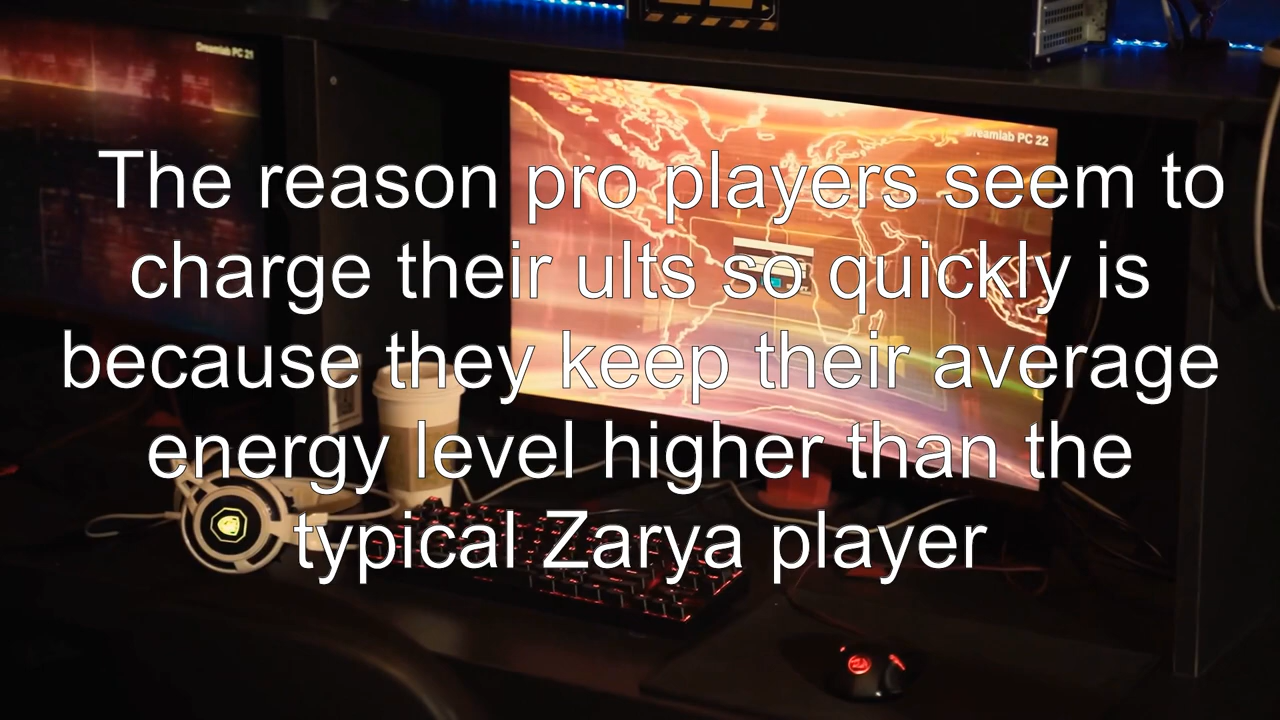 Dreamlab PC 21
Dreamlab PC 22
The reason pro players seem to
charge their ults so quickly is
because they keep their average
energy level higher than the
typical Zarya player